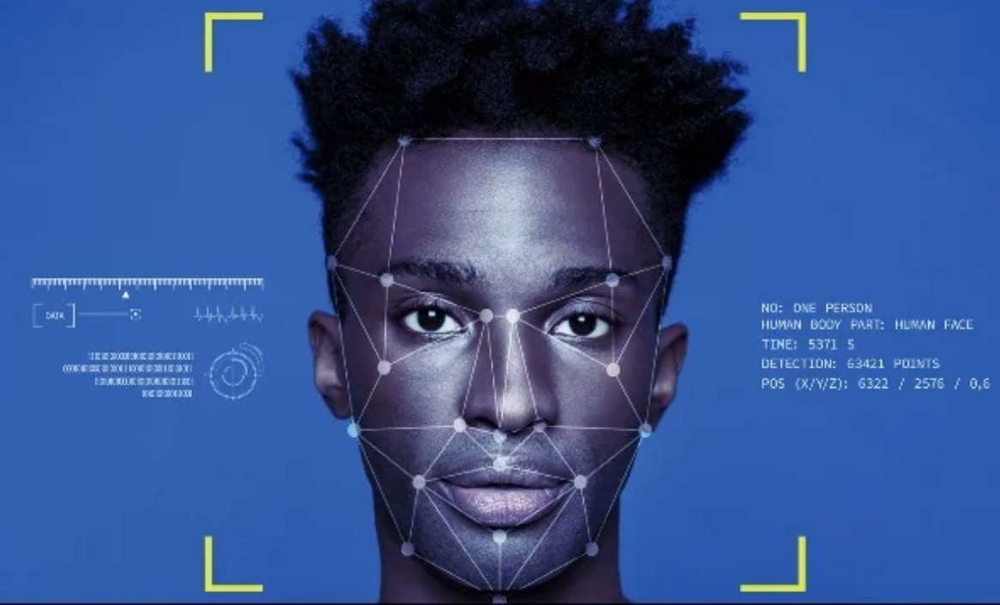 DATA
NO: ONE PERSON
HUMAN BODY PART: HUMAN FACE
TIME: 5371 S
DETECTION: 63421 POINTS
POS (X/Y/Z): 6322 / 2576 / 0,6